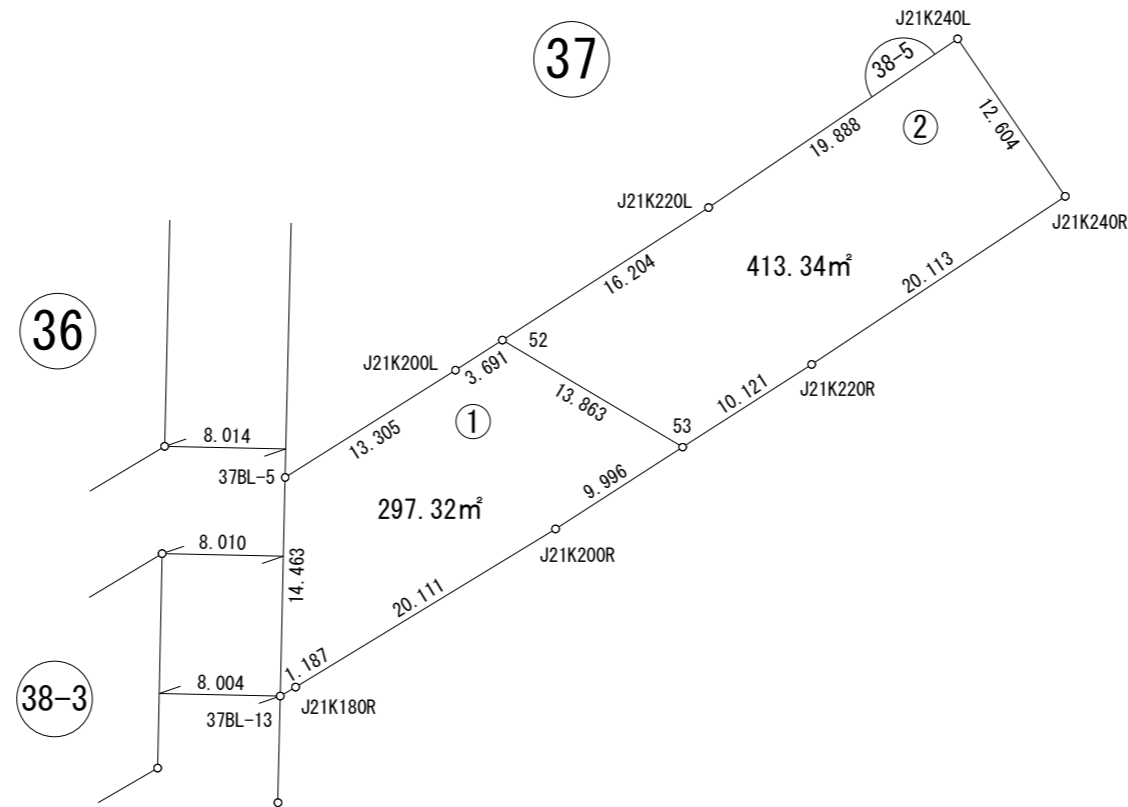 J21K240L
37
38-5
②
12.604
19.888
J21K220L
J21K240R
16.204
413.34㎡
20.113
36
52
J21K200L
3.691
J21K220R
13.863
①
10.121
13.305
53
8.014
37BL-5
9.996
297.32㎡
8.010
J21K200R
14.463
20.111
1.187
8.004
38-3
J21K180R
37BL-13